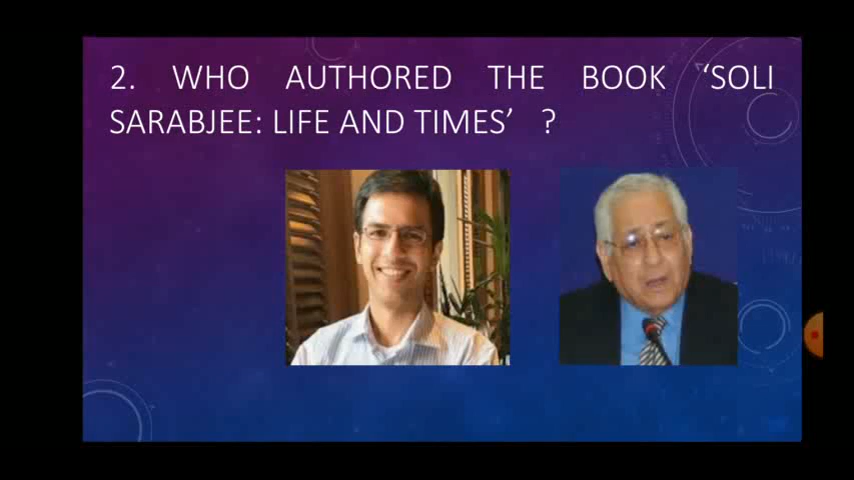 2. WHO AUTHORED THE BOOK ‘SOLI
SARABJEE: LIFE AND TIMES’ ?